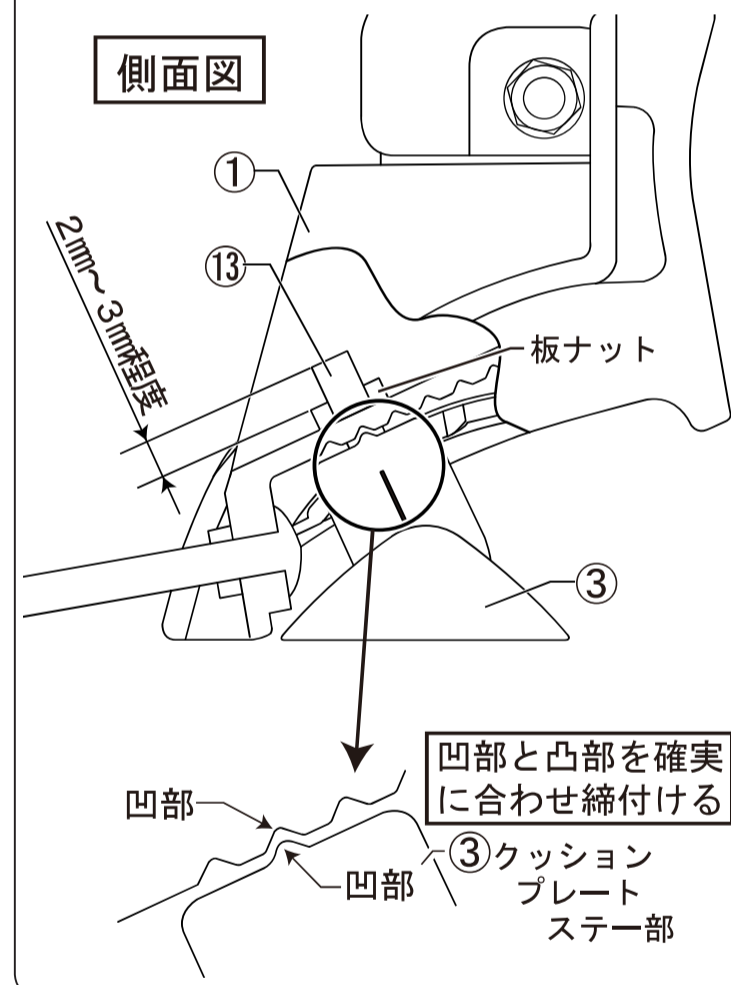 側面図
①
⑬
2㎜～3㎜程度
板ナット
③
凹部と凸部を確実
に合わせ締付ける
凹部
凹部
③クッション
プレート
ステー部